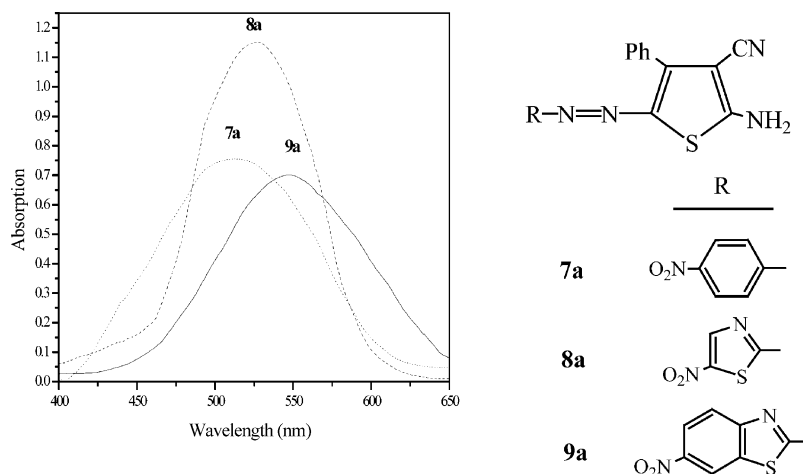 8a
7a
9a
1.2
1.1
1.0
0.9
0.8
0.7
0.6
0.5
0.4
0.3
0.2
0.1
0.0
Absorption
400
450
500
550
600
650
Wavelength (nm)
Ph
CN
R—N=N
S
NH2
R
7a
O2N
8a
N
O2N
S
9a
N
O2N
S